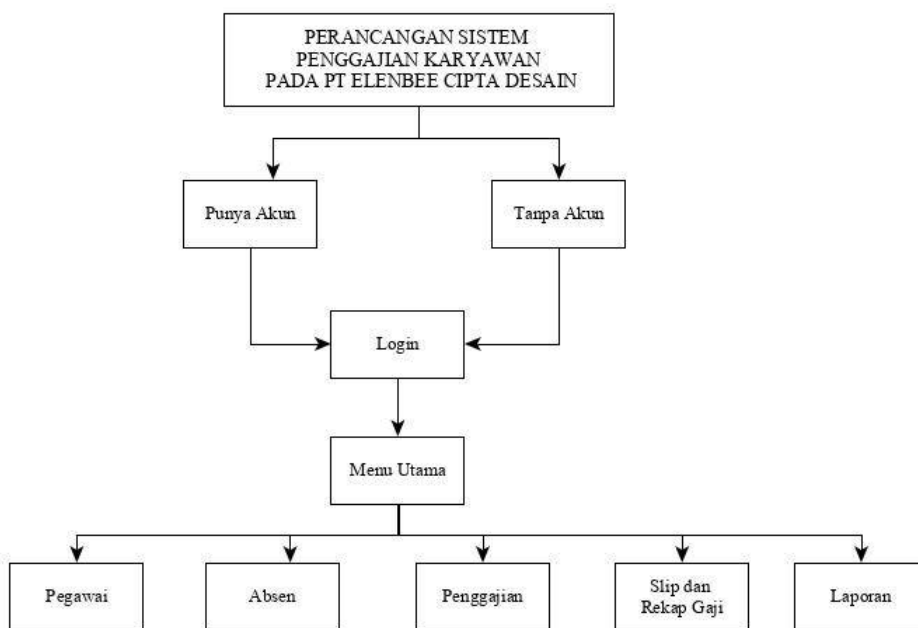 PERANCANGAN SISTEM
PENGGAJIAN KARYAWAN
PADA PT ELENBEE CIPTA DESAIN
Punya Akun
Tanpa Akun
Login
Menu Utama
Pegawai
Absen
Penggajian
Slip dan
Rekap Gaji
Laporan